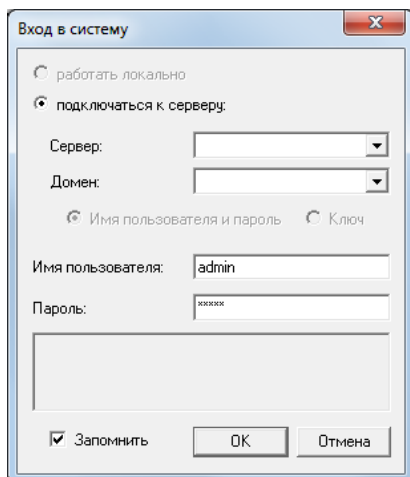 Вход в систему
работать локально
подключаться к серверу:
Сервер:
Домен:
Имя пользователя и пароль Ключ
Имя пользователя: admin
Пароль: xxxxx
Запомнить OK Отмена